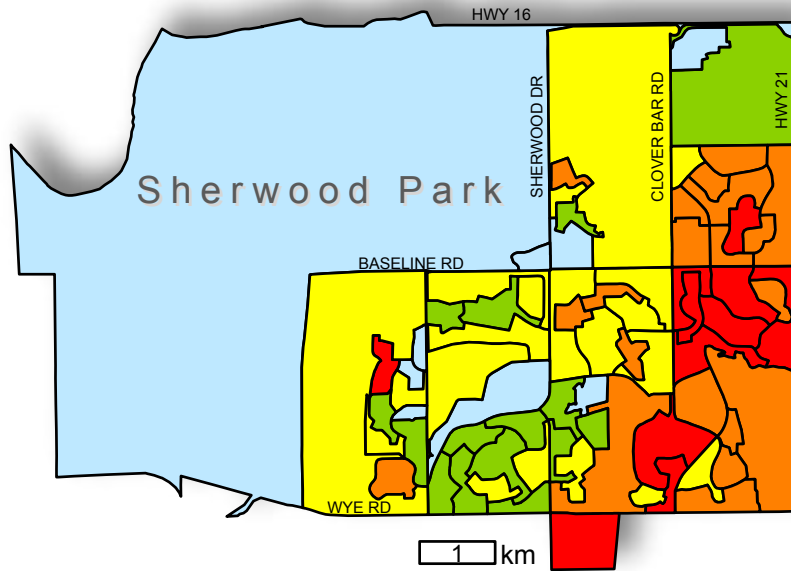 HWY 16
SHERWOOD DR
CLOVER BAR RD
HWY 21
Sherwood Park
BASELINE RD
WYE RD
1 km